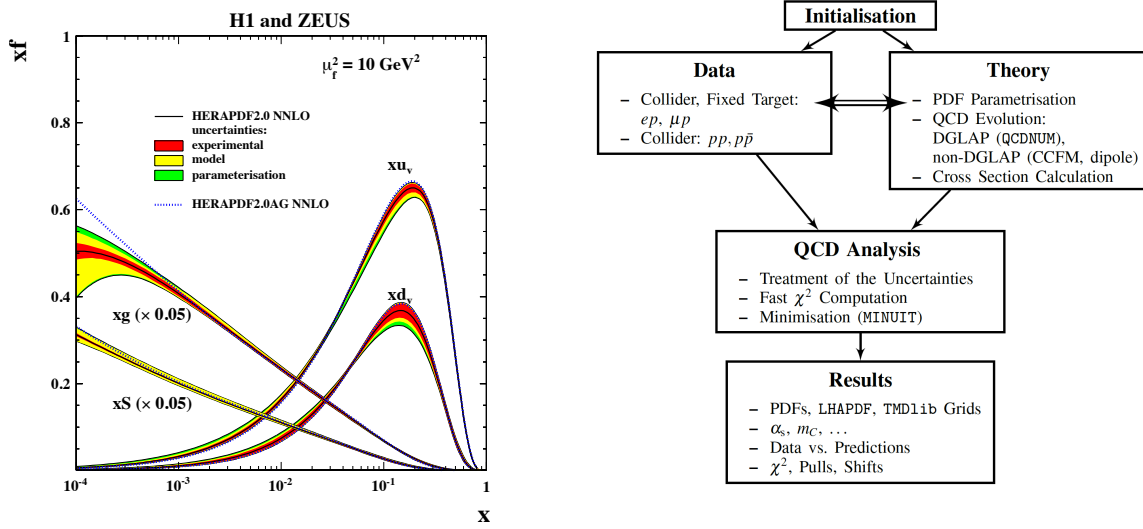 H1 and ZEUS
xf
μ_f^2 = 10 GeV^2
HERAPDF2.0 NNLO
uncertainties:
experimental
model
parameterisation
HERAPDF2.0AG NNLO
xu_v
xd_v
xg (× 0.05)
xS (× 0.05)
1
0.8
0.6
0.4
0.2
10^-4
10^-3
10^-2
10^-1
1
x
Initialisation
Data
– Collider, Fixed Target:
ep, μp
– Collider: pp, pp̄
Theory
– PDF Parametrisation
– QCD Evolution:
DGLAP (QCDNUM),
non-DGLAP (CCFM, dipole)
– Cross Section Calculation
QCD Analysis
– Treatment of the Uncertainties
– Fast χ^2 Computation
– Minimisation (MINUIT)
Results
– PDFs, LHAPDF, TMDlib Grids
– α_s, m_C, ...
– Data vs. Predictions
– χ^2, Pulls, Shifts